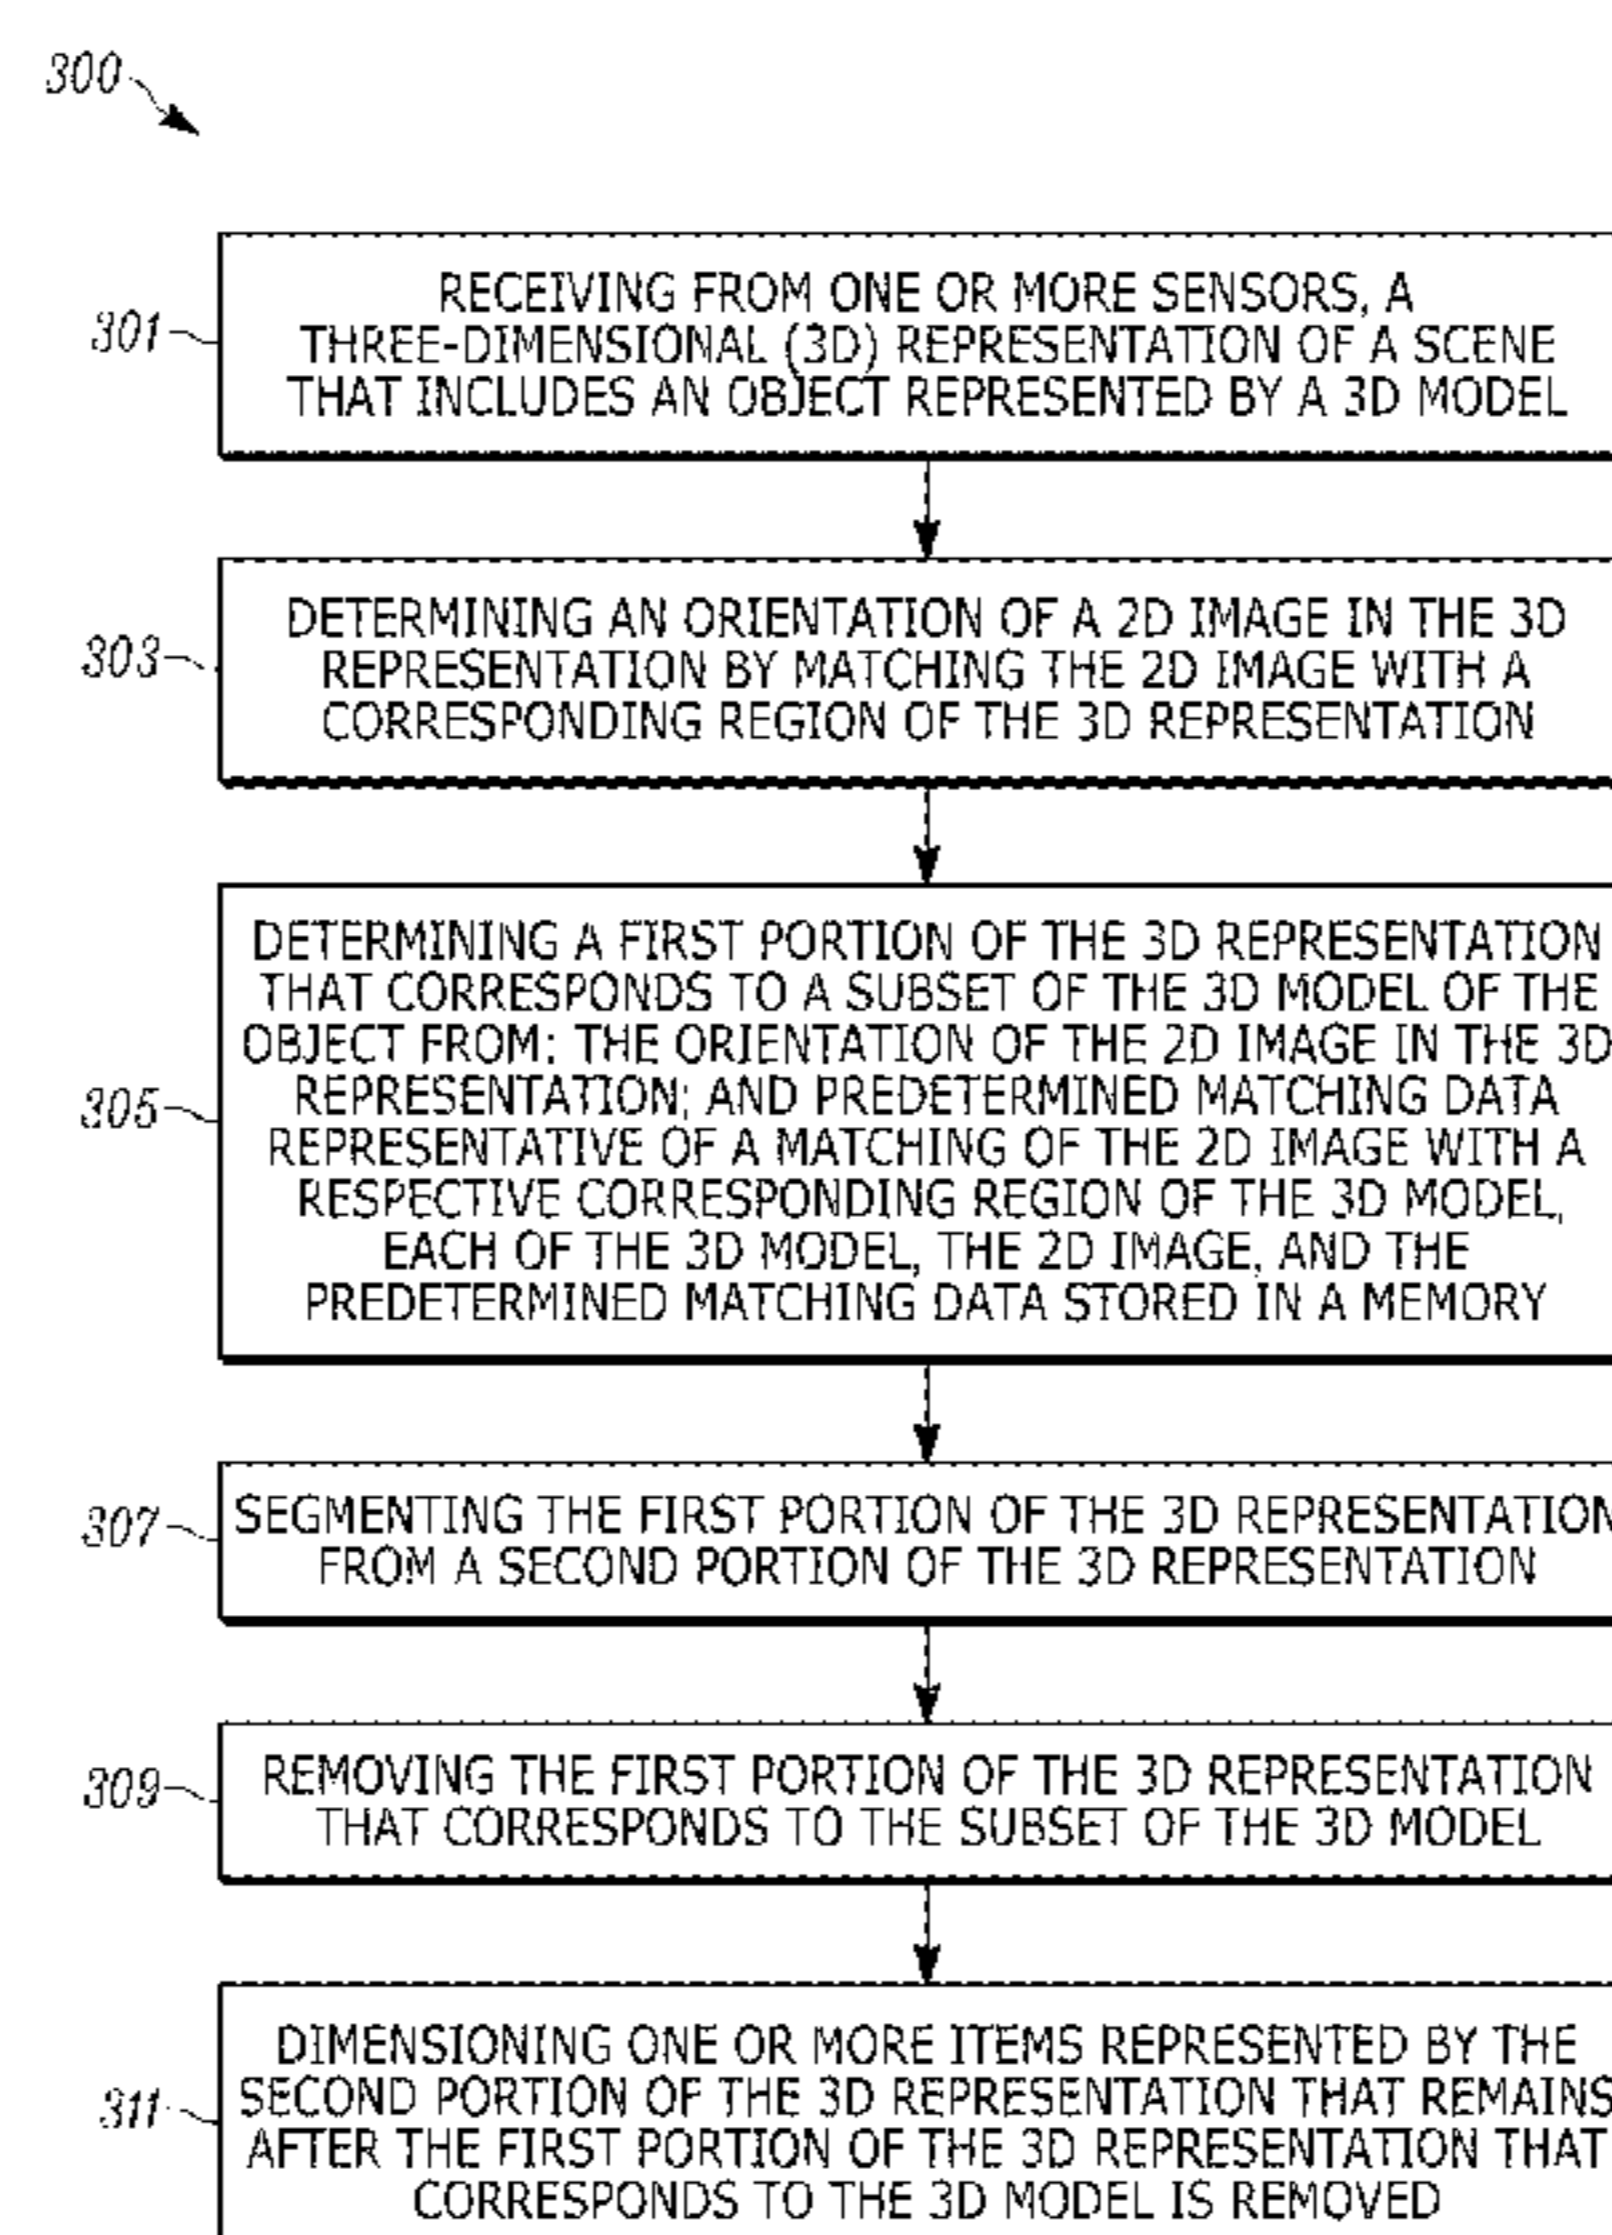 300
301
RECEIVING FROM ONE OR MORE SENSORS, A
THREE-DIMENSIONAL (3D) REPRESENTATION OF A SCENE
THAT INCLUDES AN OBJECT REPRESENTED BY A 3D MODEL
303
DETERMINING AN ORIENTATION OF A 2D IMAGE IN THE 3D
REPRESENTATION BY MATCHING THE 2D IMAGE WITH A
CORRESPONDING REGION OF THE 3D REPRESENTATION
305
DETERMINING A FIRST PORTION OF THE 3D REPRESENTATION
THAT CORRESPONDS TO A SUBSET OF THE 3D MODEL OF THE
OBJECT FROM: THE ORIENTATION OF THE 2D IMAGE IN THE 3D
REPRESENTATION; AND PREDETERMINED MATCHING DATA
REPRESENTATIVE OF A MATCHING OF THE 2D IMAGE WITH A
RESPECTIVE CORRESPONDING REGION OF THE 3D MODEL,
EACH OF THE 3D MODEL, THE 2D IMAGE, AND THE
PREDETERMINED MATCHING DATA STORED IN A MEMORY
307
SEGMENTING THE FIRST PORTION OF THE 3D REPRESENTATION
FROM A SECOND PORTION OF THE 3D REPRESENTATION
309
REMOVING THE FIRST PORTION OF THE 3D REPRESENTATION
THAT CORRESPONDS TO THE SUBSET OF THE 3D MODEL
311
DIMENSIONING ONE OR MORE ITEMS REPRESENTED BY THE
SECOND PORTION OF THE 3D REPRESENTATION THAT REMAINS
AFTER THE FIRST PORTION OF THE 3D REPRESENTATION THAT
CORRESPONDS TO THE 3D MODEL IS REMOVED